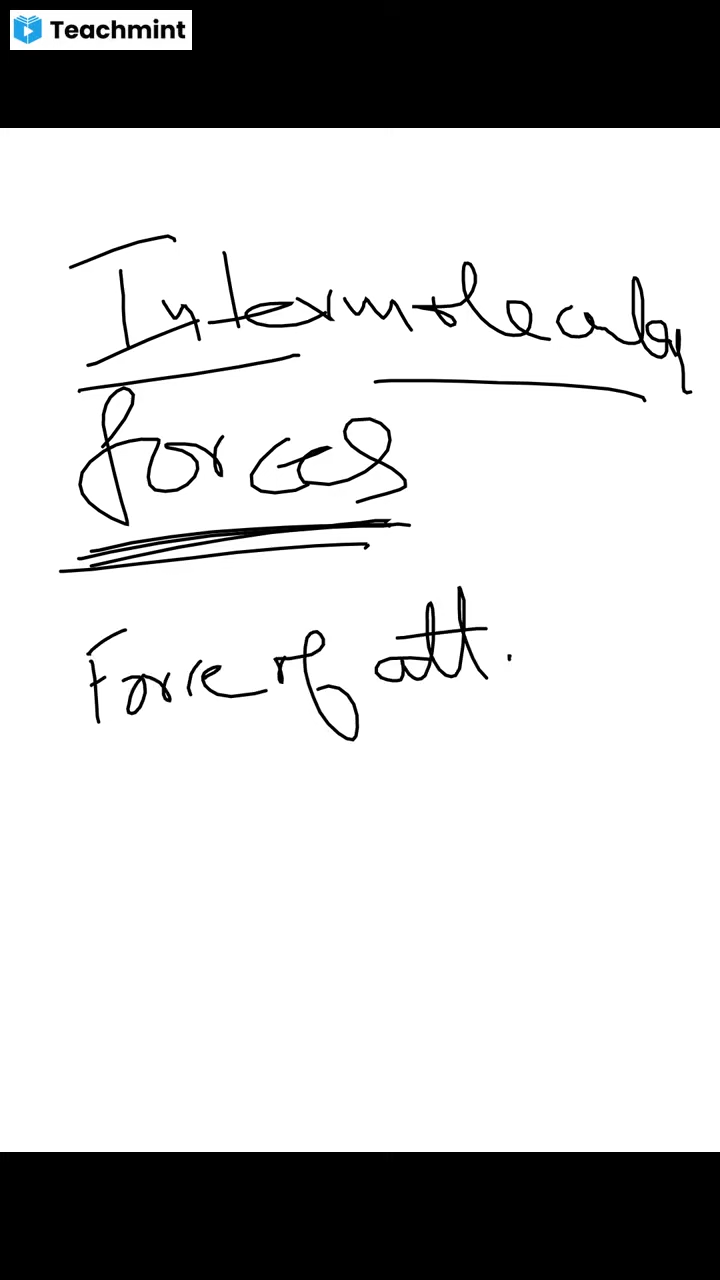 Teachmint
Intermolecular
forces
Force of att.